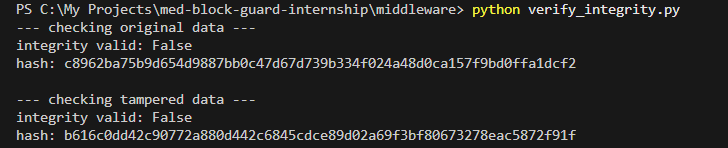 PS C:\My Projects\med-block-guard-internship\middleware> python verify_integrity.py
--- checking original data ---
integrity valid: False
hash: c8962ba75b9d654d9887bb0c47d67d739b334f024a48d0ca157f9bd0ffa1dcf2
--- checking tampered data ---
integrity valid: False
hash: b616c0dd42c90772a880d442c6845cdce89d02a69f3bf80673278eac5872f91f